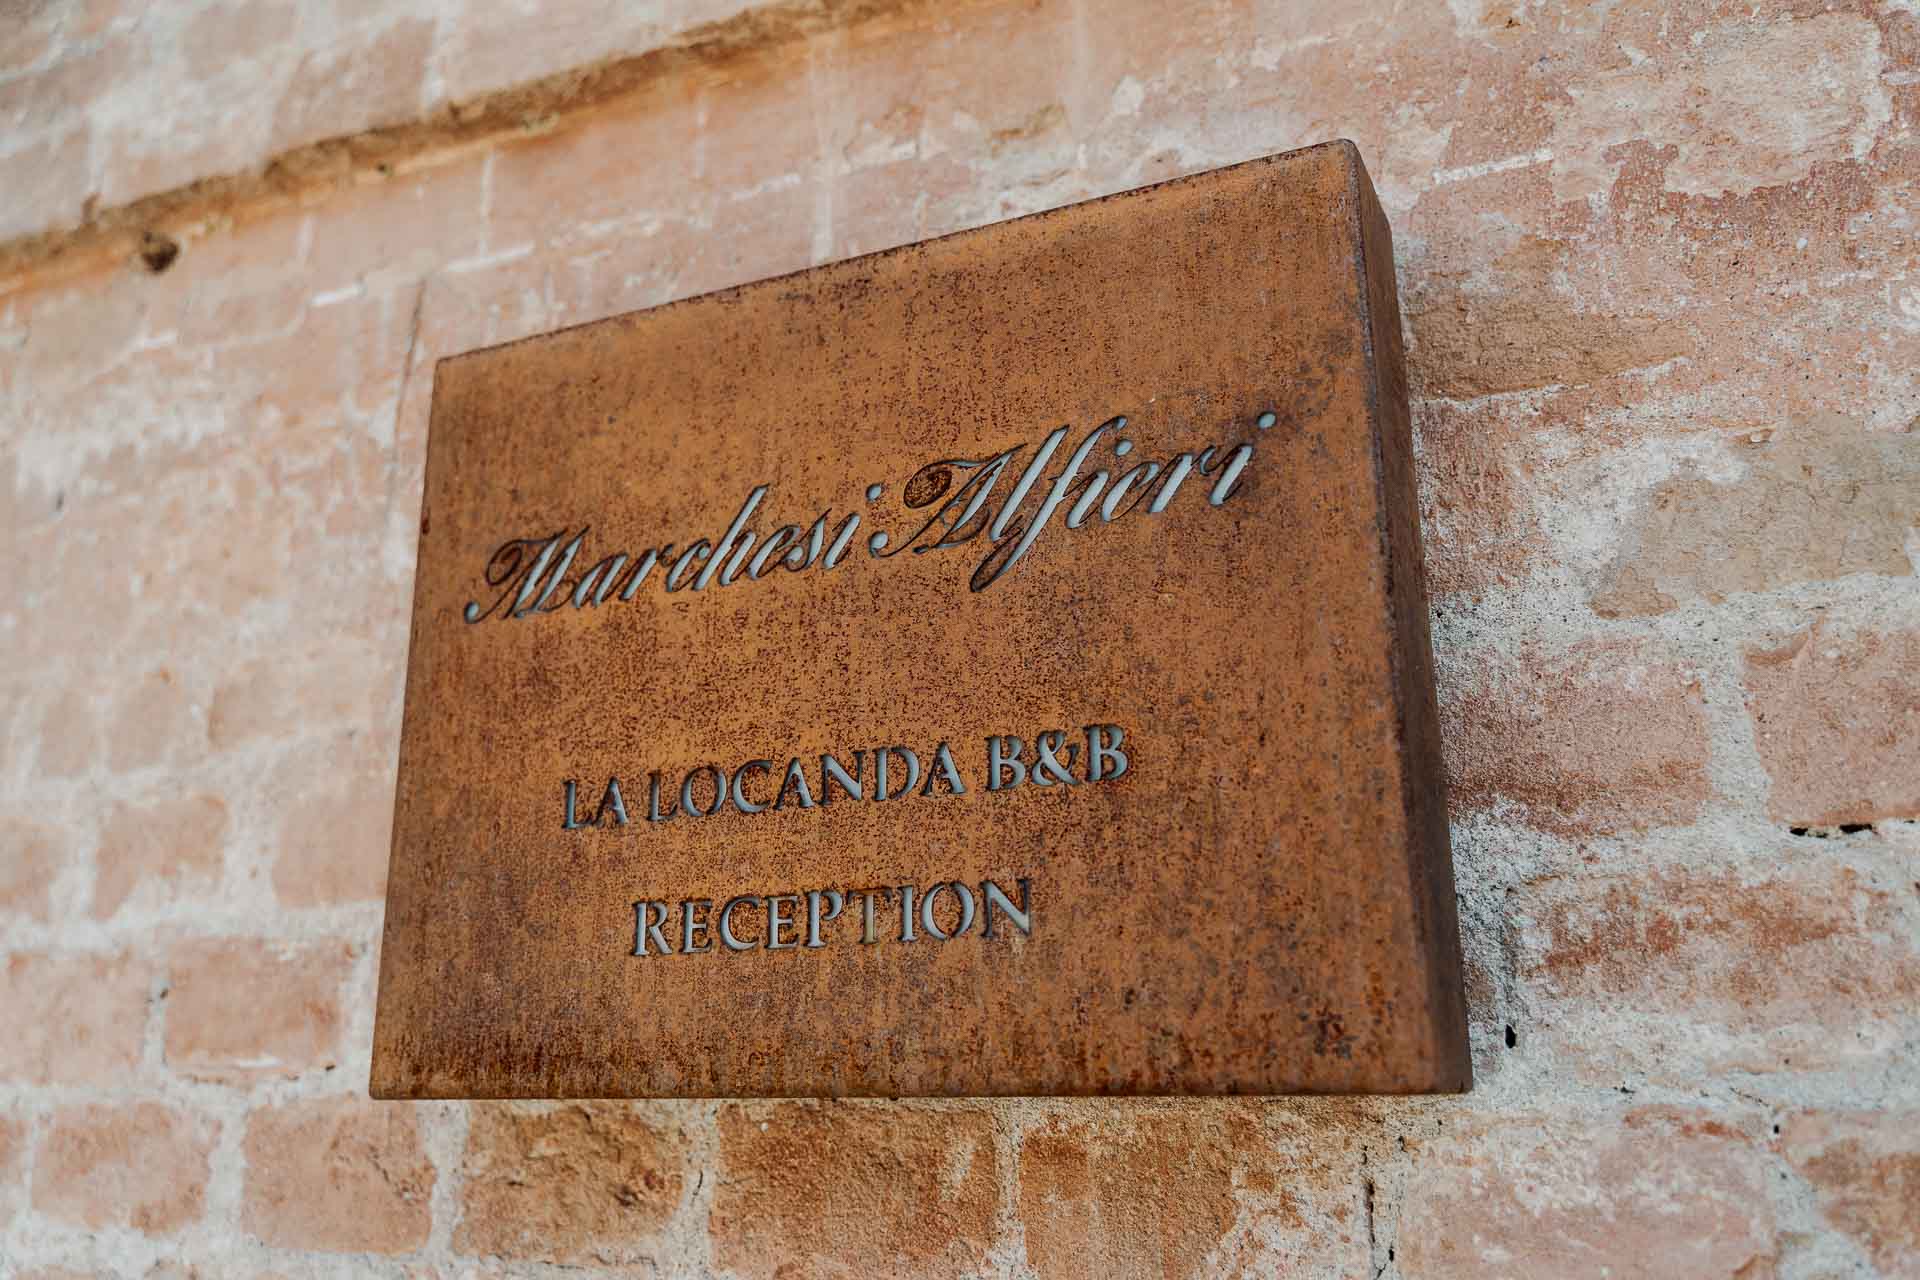 Marchesi Alfieri
LA LOCANDA B&B
RECEPTION